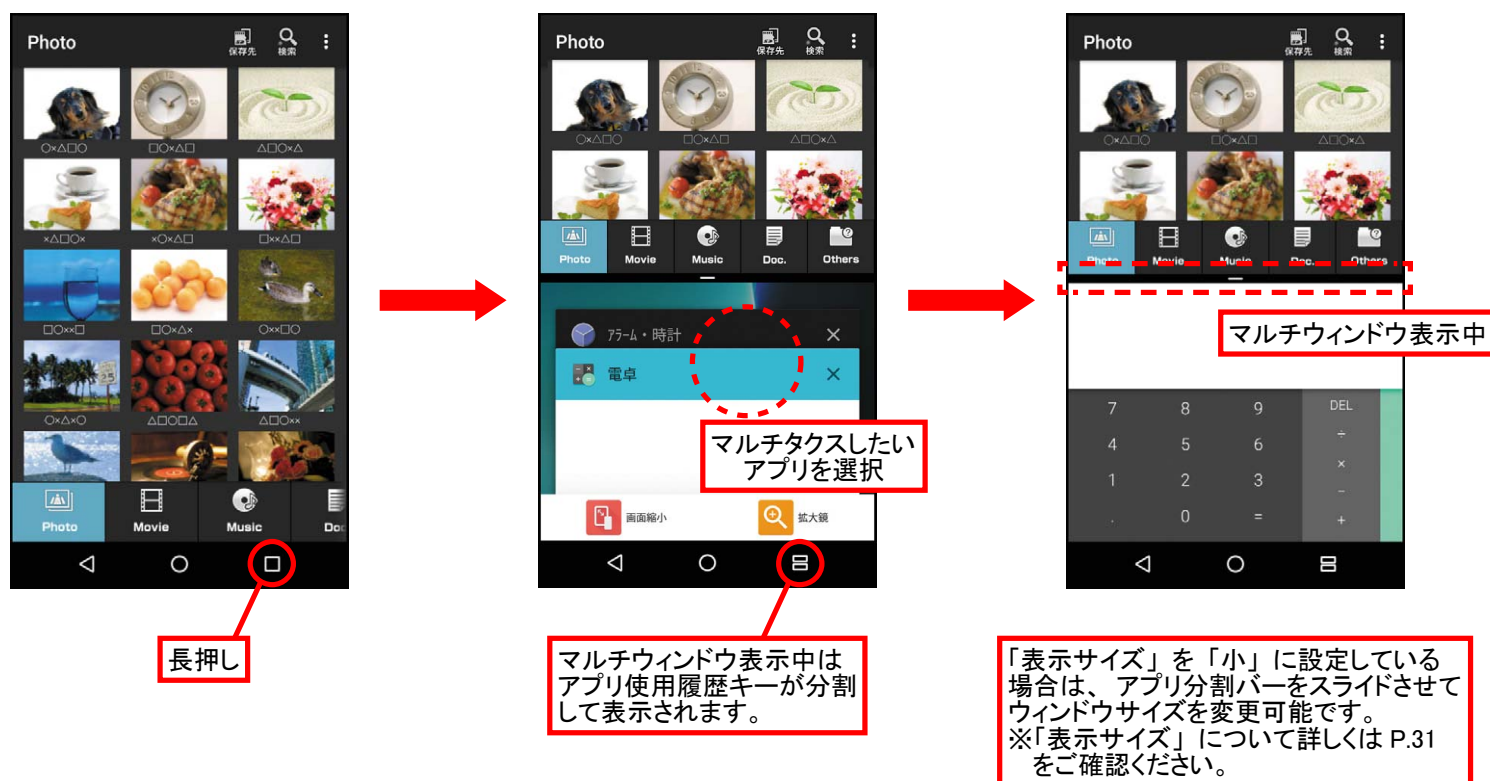 Photo
保存先
検索
○×△□○
□○×△□
△□○×△
×△□○×
×○×△□
□××△□
□○××□
□○×△×
○××□○
○×△×○
△□○□△
△□○××
Photo
Movie
Music
Doc
長押し
Photo
保存先
検索
○×△□○
□○×△□
△□○×△
Photo
Movie
Music
Doc.
Others
ｱﾗｰﾑ・時計
電卓
マルチタクスしたい
アプリを選択
画面縮小
拡大鏡
マルチウィンドウ表示中は
アプリ使用履歴キーが分割
して表示されます。
Photo
保存先
検索
○×△□○
□○×△□
△□○×△
Photo
Movie
Music
Doc.
Others
マルチウィンドウ表示中
7 8 9 DEL
4 5 6 ÷
1 2 3 ×
. 0 = −
+
「表示サイズ」を「小」に設定している
場合は、アプリ分割バーをスライドさせて
ウィンドウサイズを変更可能です。
※「表示サイズ」について詳しくは P.31
をご確認ください。